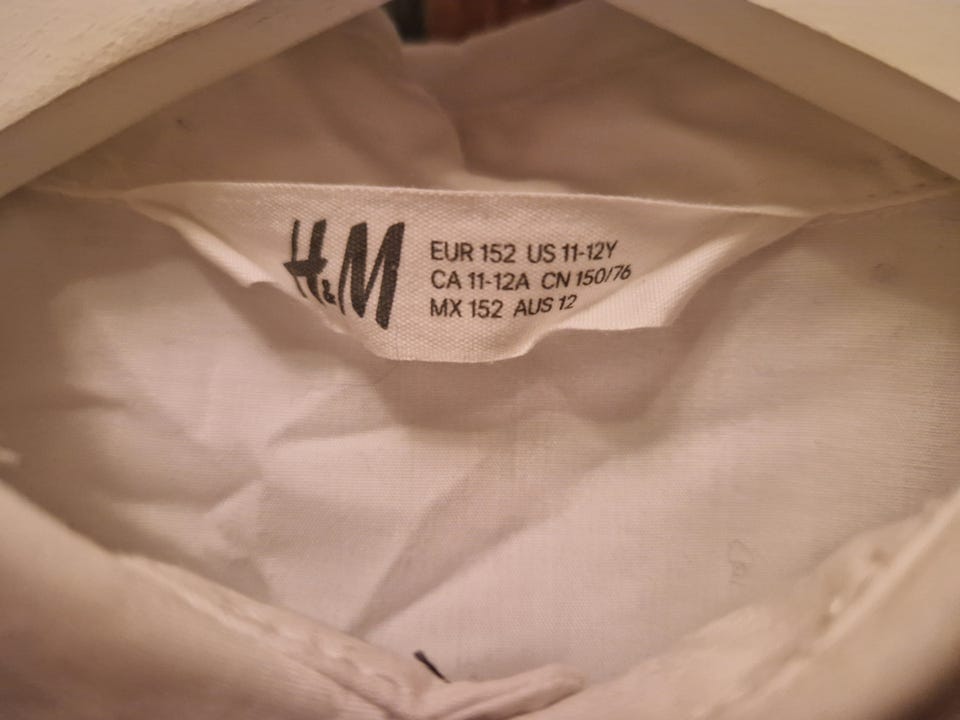 H&M
EUR 152 US 11-12Y
CA 11-12A CN 150/76
MX 152 AUS 12